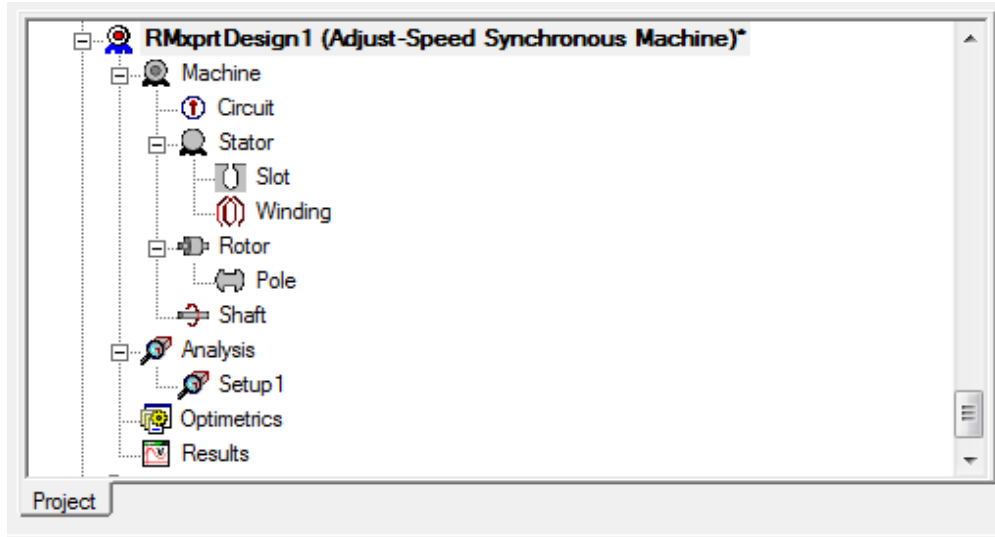 RMxprtDesign1 (Adjust-Speed Synchronous Machine)*
Machine
Circuit
Stator
Slot
Winding
Rotor
Pole
Shaft
Analysis
Setup1
Optimetrics
Results
Project